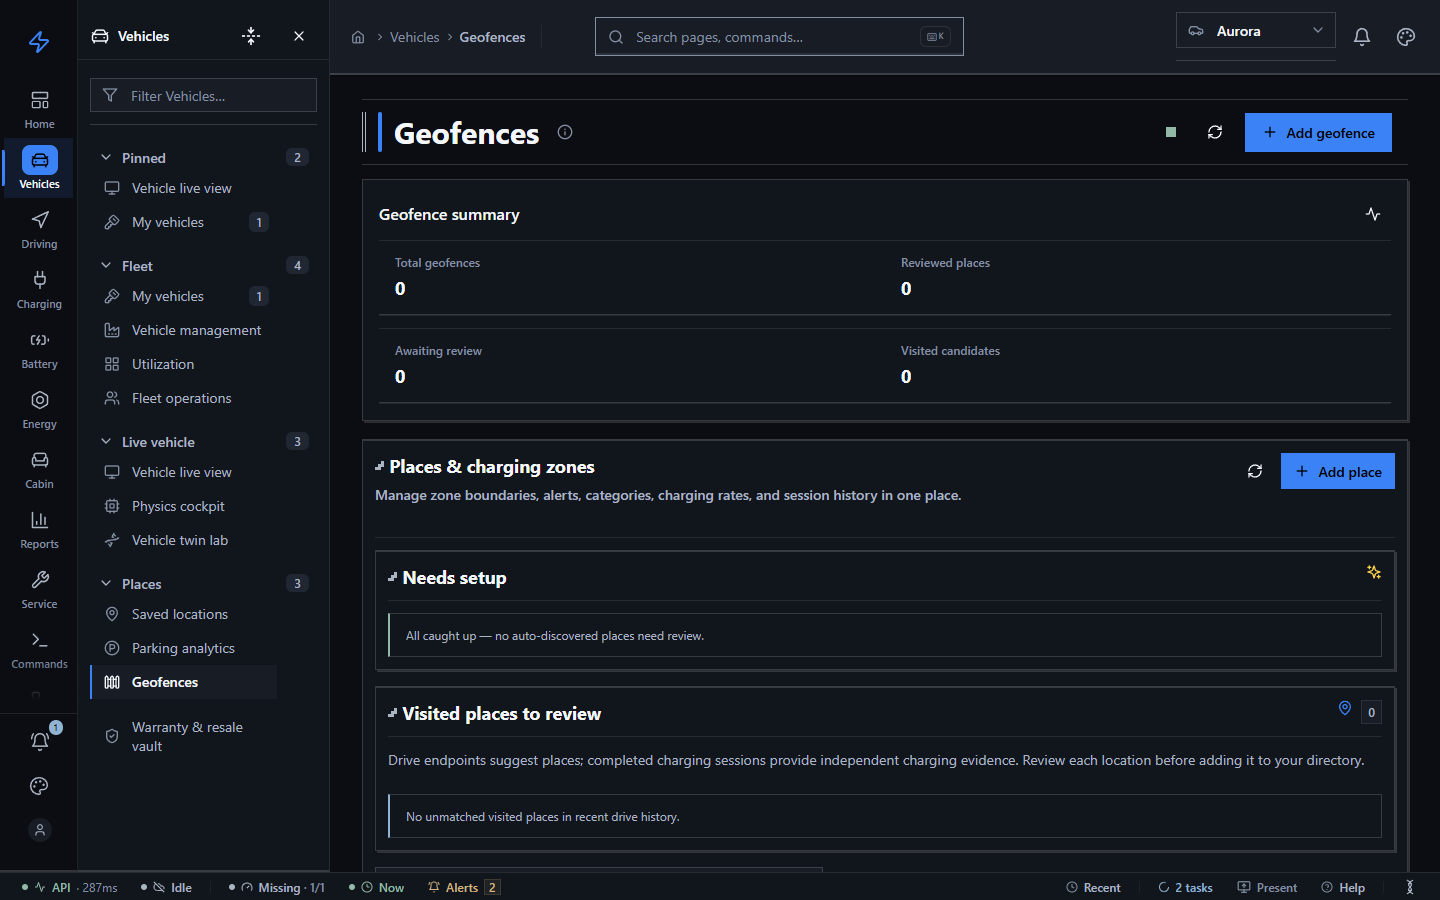 Home
Vehicles
Driving
Charging
Battery
Energy
Cabin
Reports
Service
Commands
1
Vehicles
Filter Vehicles...
Pinned 2
Vehicle live view
My vehicles 1
Fleet 4
My vehicles 1
Vehicle management
Utilization
Fleet operations
Live vehicle 3
Vehicle live view
Physics cockpit
Vehicle twin lab
Places 3
Saved locations
Parking analytics
Geofences
Warranty & resale
vault
Vehicles Geofences
Search pages, commands... K
Aurora
Geofences
Add geofence
Geofence summary
Total geofences
0
Reviewed places
0
Awaiting review
0
Visited candidates
0
Places & charging zones
Add place
Manage zone boundaries, alerts, categories, charging rates, and session history in one place.
Needs setup
All caught up — no auto-discovered places need review.
Visited places to review
0
Drive endpoints suggest places; completed charging sessions provide independent charging evidence. Review each location before adding it to your directory.
No unmatched visited places in recent drive history.
API · 287ms Idle Missing · 1/1 Now Alerts 2 Recent 2 tasks Present Help